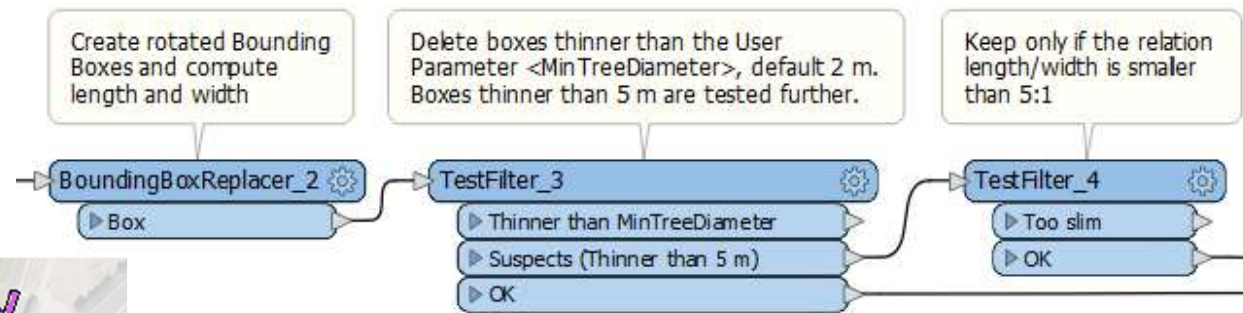 Create rotated Bounding
Boxes and compute
length and width
Delete boxes thinner than the User
Parameter <MinTreeDiameter>, default 2 m.
Boxes thinner than 5 m are tested further.
Keep only if the relation
length/width is smaller
than 5:1
BoundingBoxReplacer_2
Box
TestFilter_3
Thinner than MinTreeDiameter
Suspects (Thinner than 5 m)
OK
TestFilter_4
Too slim
OK